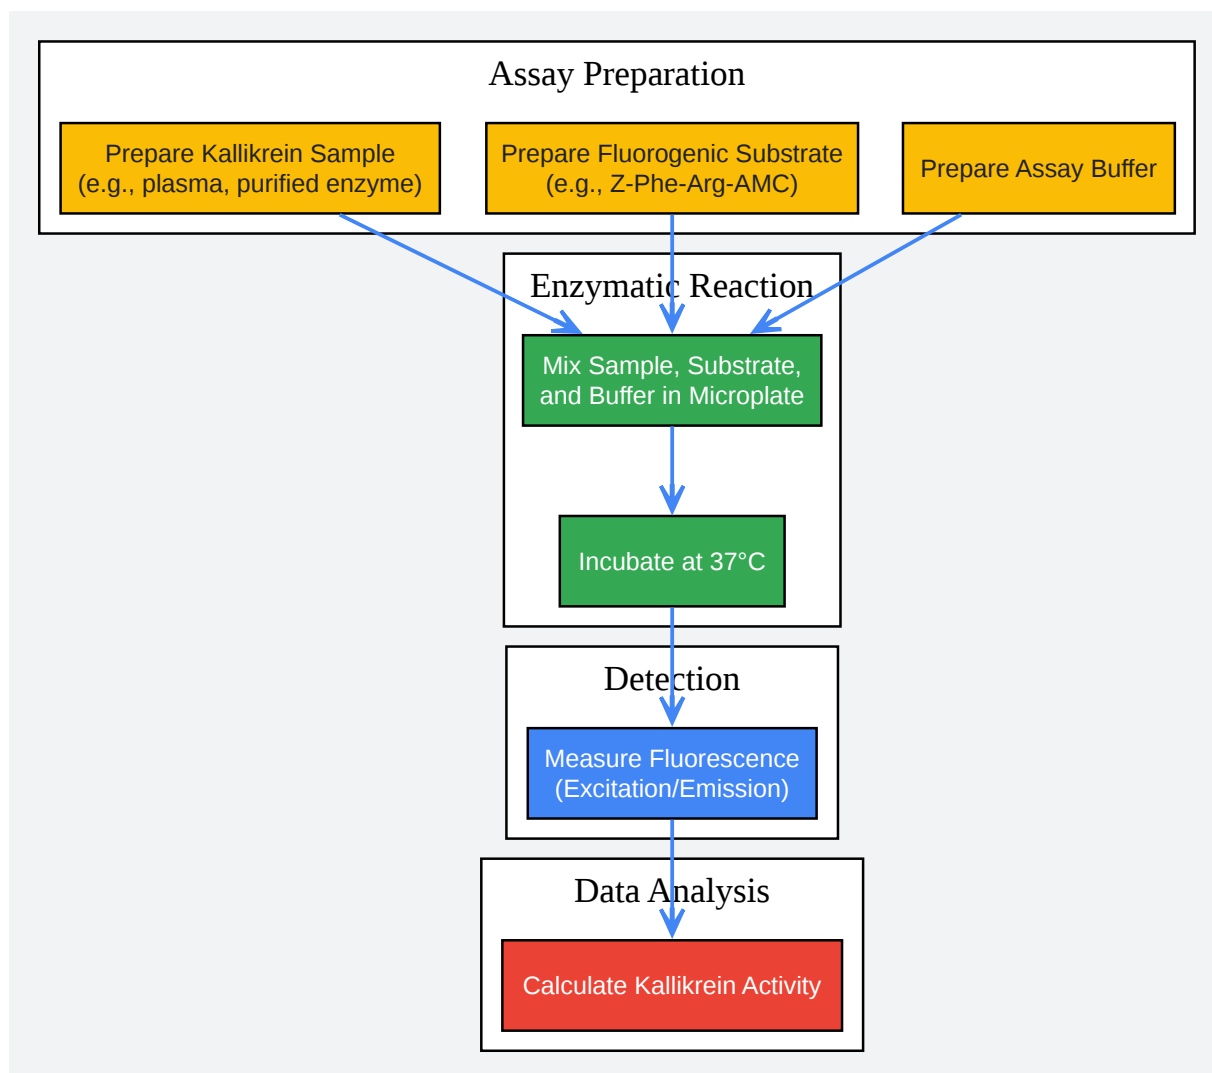 Assay Preparation
Prepare Kallikrein Sample
(e.g., plasma, purified enzyme)
Prepare Fluorogenic Substrate
(e.g., Z-Phe-Arg-AMC)
Prepare Assay Buffer
Enzymatic Reaction
Mix Sample, Substrate,
and Buffer in Microplate
Incubate at 37°C
Detection
Measure Fluorescence
(Excitation/Emission)
Data Analysis
Calculate Kallikrein Activity